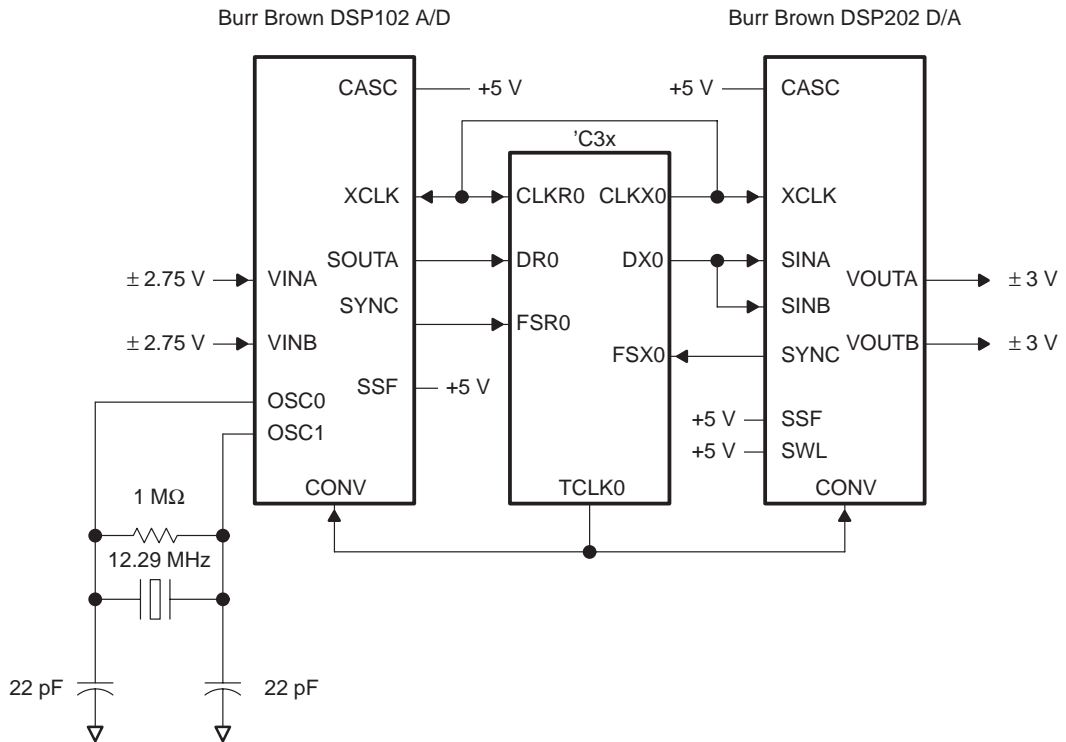 Burr Brown DSP102 A/D
Burr Brown DSP202 D/A
CASC
+5 V
+5 V
CASC
'C3x
XCLK
CLKR0
CLKX0
XCLK
SOUTA
DR0
DX0
SINA
± 2.75 V
VINA
VOUTA
± 3 V
SYNC
SINB
FSR0
± 2.75 V
VINB
FSX0
SYNC
VOUTB
± 3 V
SSF
+5 V
OSC0
+5 V
SSF
OSC1
+5 V
SWL
CONV
TCLK0
CONV
1 MΩ
12.29 MHz
22 pF
22 pF